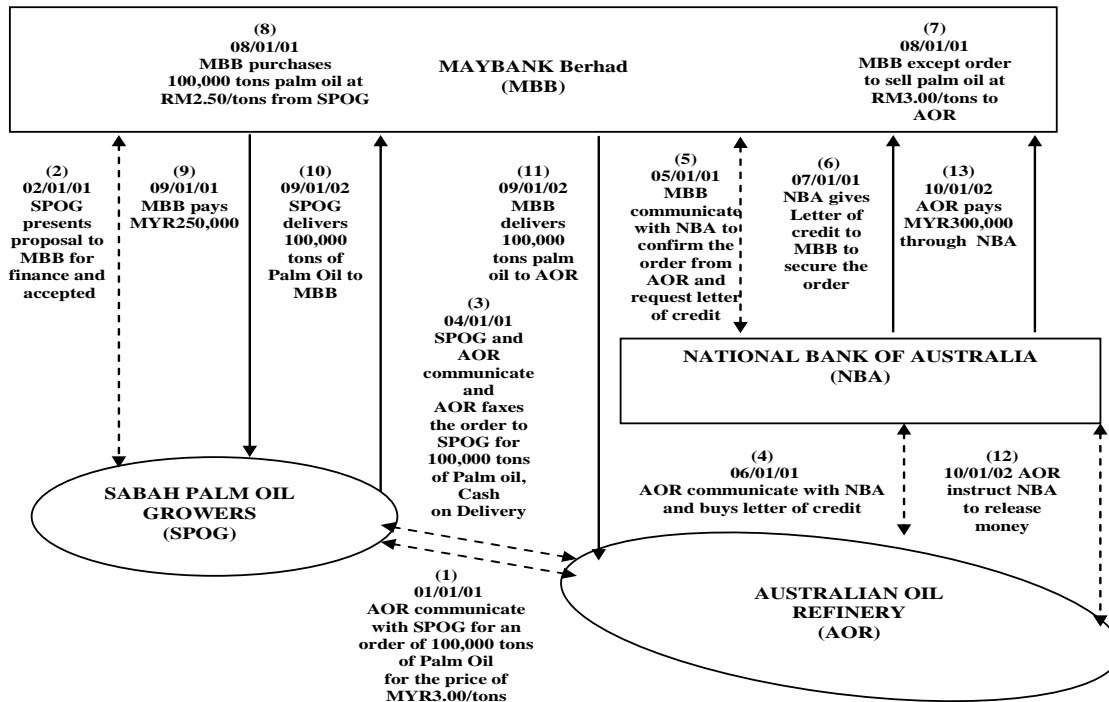 (8)
08/01/01
MBB purchases
100,000 tons palm oil at
RM2.50/tons from SPOG
MAYBANK Berhad
(MBB)
(7)
08/01/01
MBB except order
to sell palm oil at
RM3.00/tons to
AOR
(2)
02/01/01
SPOG
presents
proposal to
MBB for
finance and
accepted
(9)
09/01/01
MBB pays
MYR250,000
(10)
09/01/02
SPOG
delivers
100,000
tons of
Palm Oil to
MBB
(3)
04/01/01
SPOG and
AOR
communicate
and
AOR faxes
the order to
SPOG for
100,000 tons
of Palm oil,
Cash
on Delivery
(11)
09/01/02
MBB
delivers
100,000
tons palm
oil to AOR
(5)
05/01/01
MBB
communicate
with NBA to
confirm the
order from
AOR and
request letter
of credit
(6)
07/01/01
NBA gives
Letter of
credit to
MBB to
secure the
order
(13)
10/01/02
AOR pays
MYR300,000
through NBA
NATIONAL BANK OF AUSTRALIA
(NBA)
(4)
06/01/01
AOR communicate with NBA
and buys letter of credit
(12)
10/01/02 AOR
instruct NBA
to release
money
SABAH PALM OIL
GROWERS
(SPOG)
(1)
01/01/01
AOR communicate
with SPOG for an
order of 100,000 tons
of Palm Oil
for the price of
MYR3.00/tons
AUSTRALIAN OIL
REFINERY
(AOR)